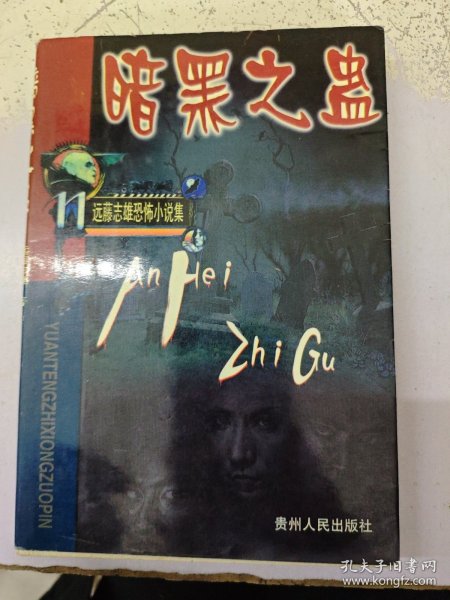 暗黑之蛊
11
远藤志雄恐怖小说集
An Hei
Zhi Gu
YUANTENGZHIXIONGZUOPIN
贵州人民出版社
孔夫子旧书网
www.kongfz.com